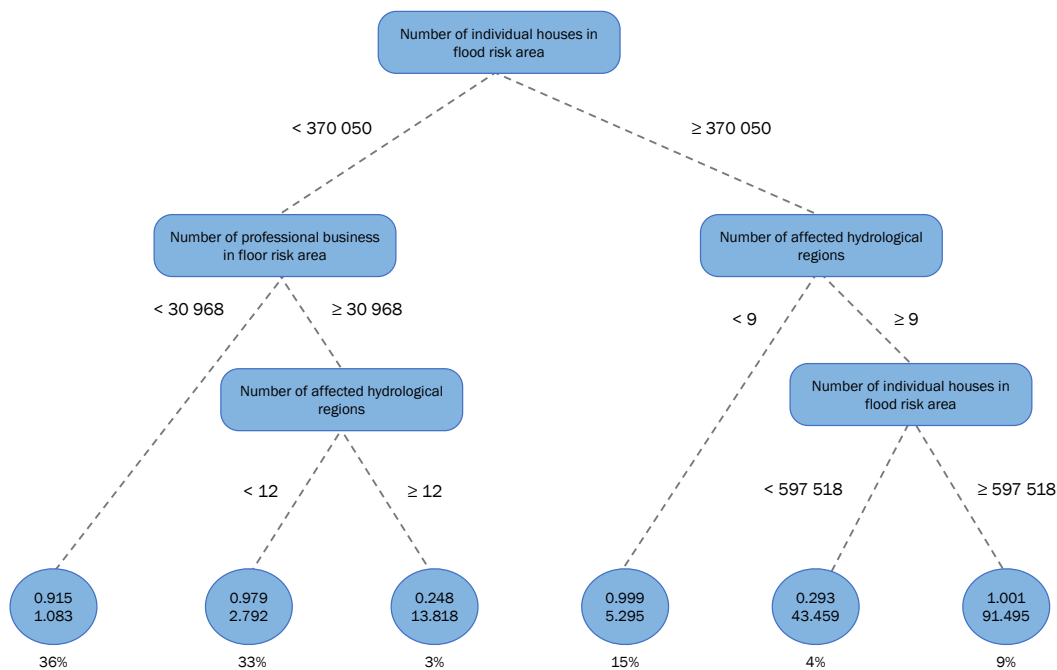 Number of individual houses in
flood risk area
< 370 050
≥ 370 050
Number of professional business
in floor risk area
Number of affected hydrological
regions
< 30 968
≥ 30 968
< 9
≥ 9
Number of affected hydrological
regions
Number of individual houses in
flood risk area
< 12
≥ 12
< 597 518
≥ 597 518
0.915
1.083
0.979
2.792
0.248
13.818
0.999
5.295
0.293
43.459
1.001
91.495
36%
33%
3%
15%
4%
9%